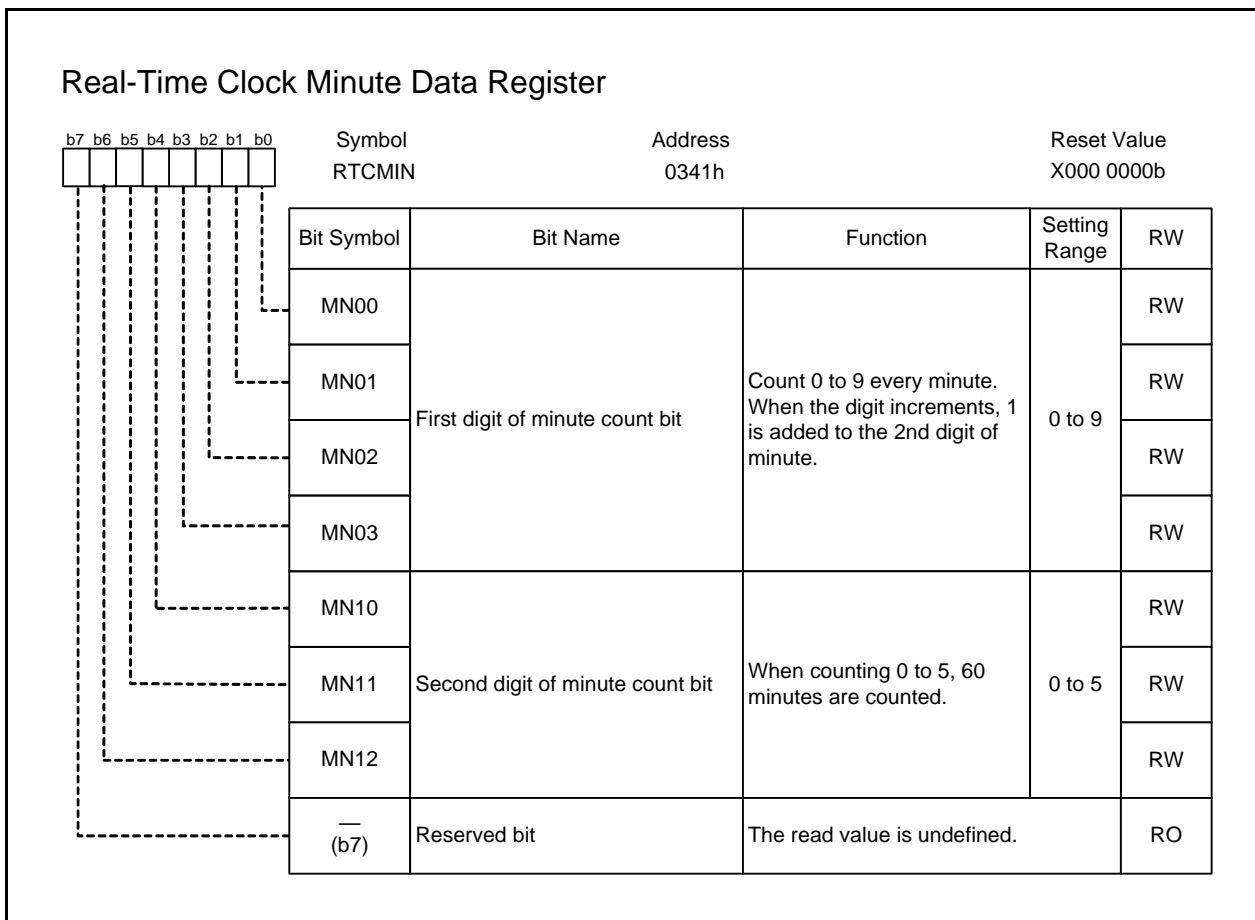 Real-Time Clock Minute Data Register
b7 b6 b5 b4 b3 b2 b1 b0
Symbol Address Reset Value
RTCMIN 0341h X000 0000b
Bit Symbol Bit Name Function Setting Range RW
MN00 RW
MN01 RW
MN02 RW
MN03 RW
First digit of minute count bit
Count 0 to 9 every minute.
When the digit increments, 1
is added to the 2nd digit of
minute.
0 to 9
MN10 RW
MN11 RW
MN12 RW
Second digit of minute count bit
When counting 0 to 5, 60
minutes are counted.
0 to 5
—
(b7) Reserved bit The read value is undefined. RO